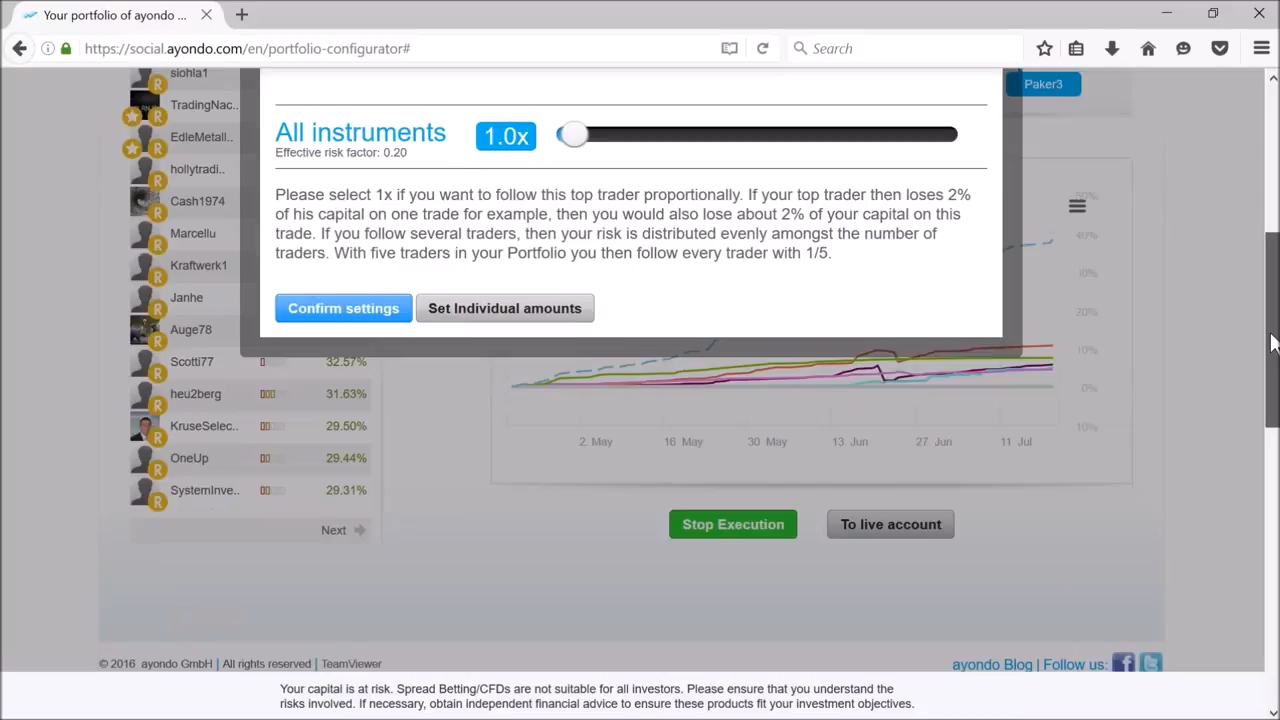 Your portfolio of ayondo ...
https://social.ayondo.com/en/portfolio-configurator#
Search
siohla1
TradingNac..
EdleMetall..
hollytradi..
Cash1974
Marcellu
Kraftwerk1
Janhe
Auge78
Scotti77 32.57%
heu2berg 31.63%
KruseSelec.. 29.50%
OneUp 29.44%
SystemInve.. 29.31%
Next
Paker3
All instruments 1.0x
Effective risk factor: 0.20
Please select 1x if you want to follow this top trader proportionally. If your top trader then loses 2%
of his capital on one trade for example, then you would also lose about 2% of your capital on this
trade. If you follow several traders, then your risk is distributed evenly amongst the number of
traders. With five traders in your Portfolio you then follow every trader with 1/5.
Confirm settings Set Individual amounts
50%
40%
30%
20%
10%
0%
10%
2. May 16 May 30 May 13. Jun 27 Jun 11 Jul
Stop Execution To live account
© 2016 ayondo GmbH | All rights reserved | TeamViewer
ayondo Blog | Follow us:
Your capital is at risk. Spread Betting/CFDs are not suitable for all investors. Please ensure that you understand the
risks involved. If necessary, obtain independent financial advice to ensure these products fit your investment objectives.